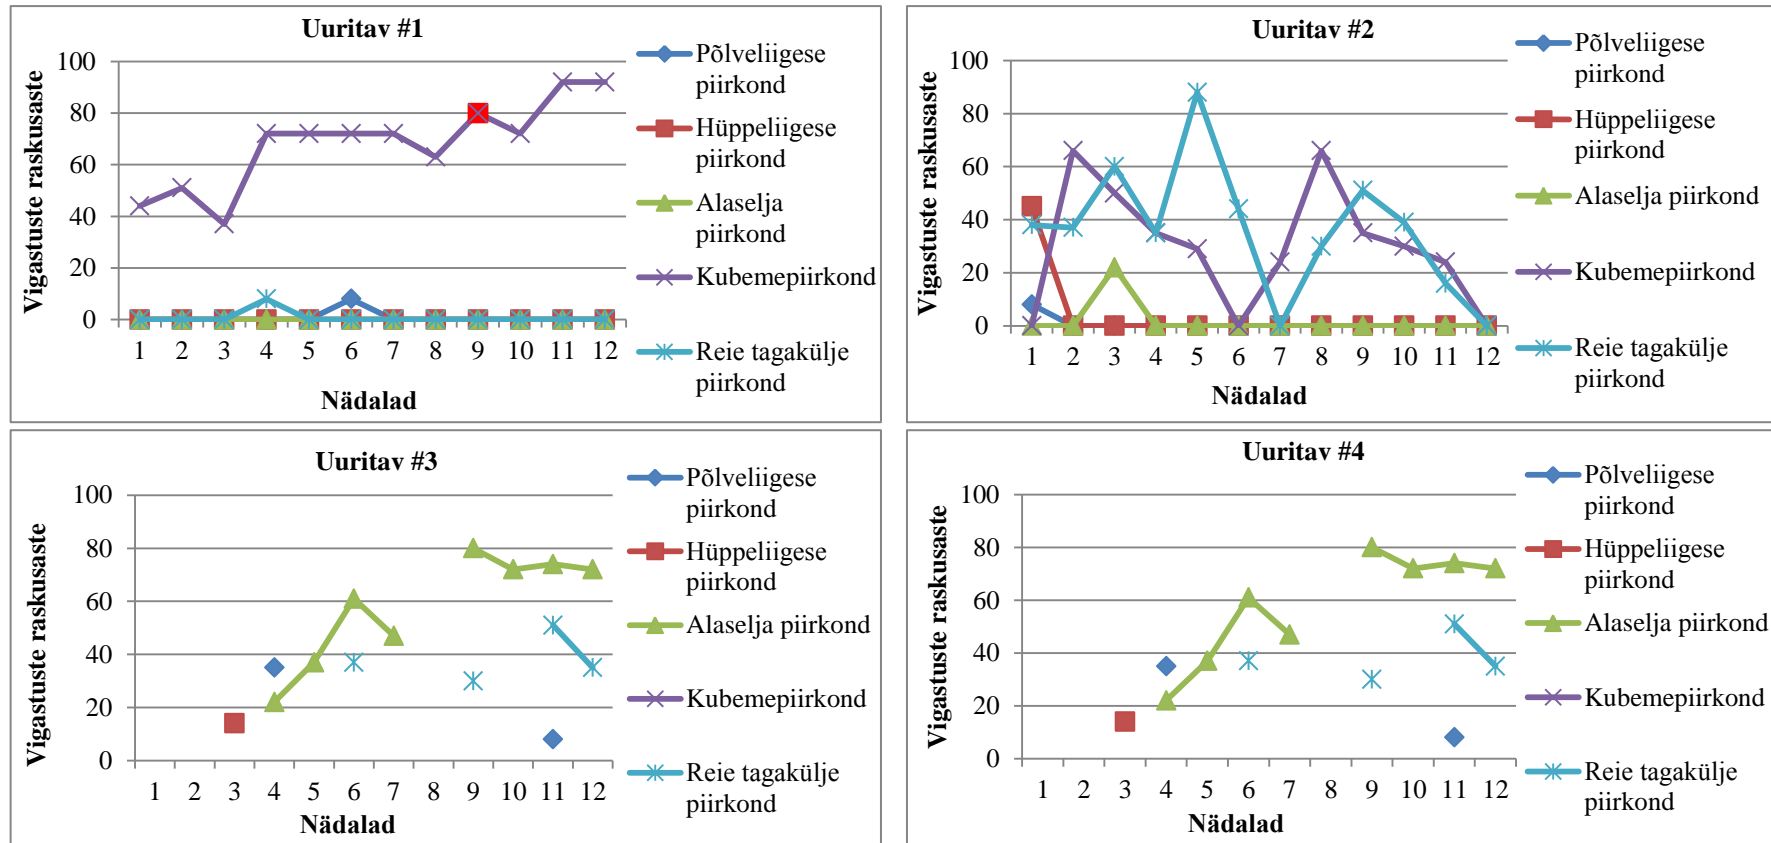 Uuritav #1
Vigastuste raskusaste
100
80
60
40
20
0
1 2 3 4 5 6 7 8 9 10 11 12
Nädalad
Põlveliigese
piirkond
Hüppeliigese
piirkond
Alaselja
piirkond
Kubemepiirkond
Reie tagakülje
piirkond
Uuritav #2
Vigastuste raskusaste
100
80
60
40
20
0
1 2 3 4 5 6 7 8 9 10 11 12
Nädalad
Põlveliigese
piirkond
Hüppeliigese
piirkond
Alaselja piirkond
Kubemepiirkond
Reie tagakülje
piirkond
Uuritav #3
Vigastuste raskusaste
100
80
60
40
20
0
1 2 3 4 5 6 7 8 9 10 11 12
Nädalad
Põlveliigese
piirkond
Hüppeliigese
piirkond
Alaselja piirkond
Kubemepiirkond
Reie tagakülje
piirkond
Uuritav #4
Vigastuste raskusaste
100
80
60
40
20
0
1 2 3 4 5 6 7 8 9 10 11 12
Nädalad
Põlveliigese
piirkond
Hüppeliigese
piirkond
Alaselja piirkond
Kubemepiirkond
Reie tagakülje
piirkond